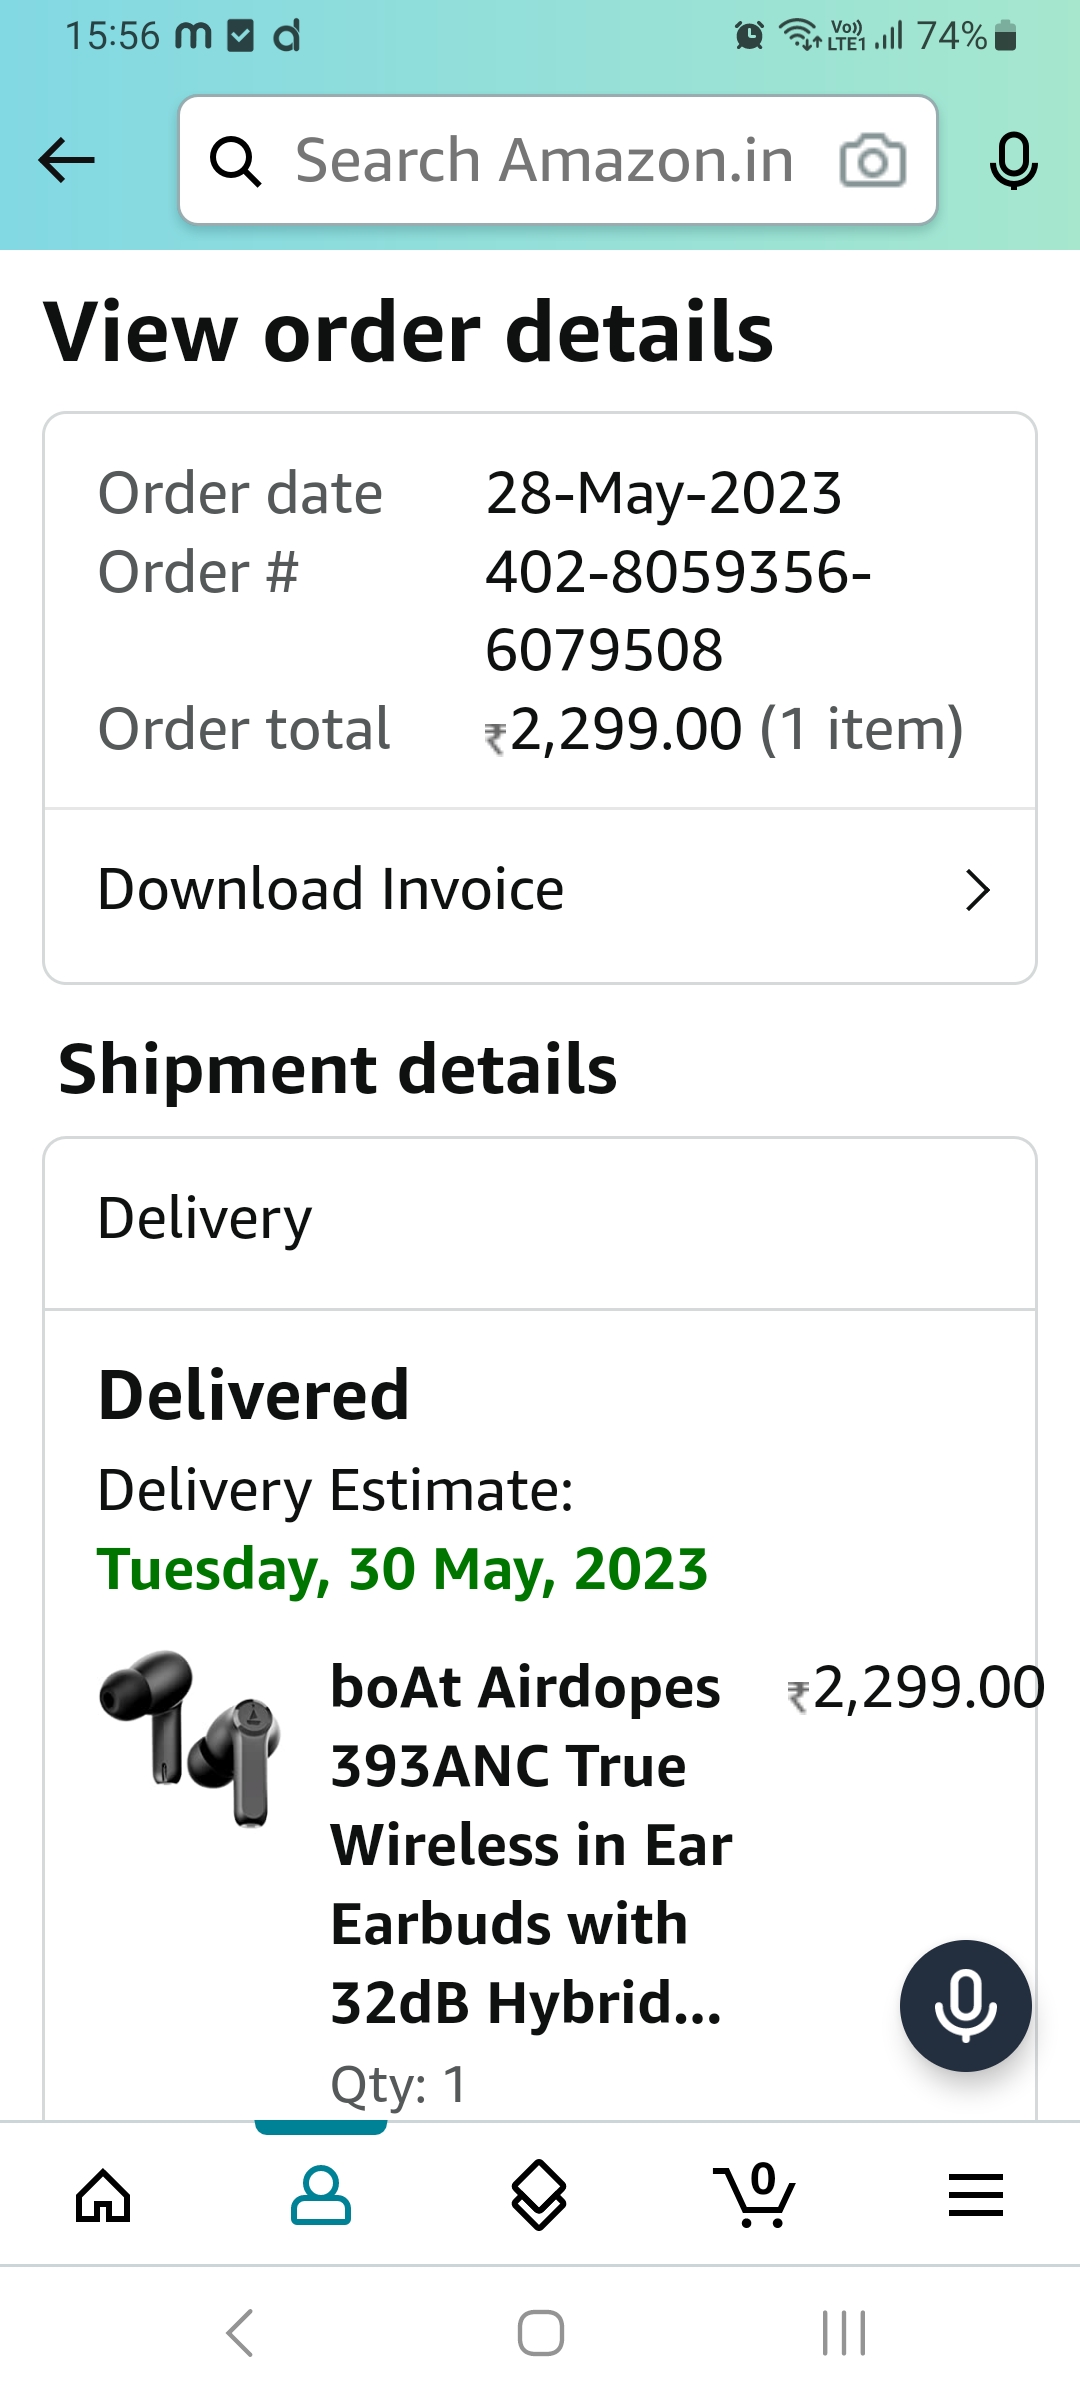 15:56 m d Vo)) LTE1 74%
Search Amazon.in
View order details
Order date 28-May-2023
Order # 402-8059356-
6079508
Order total ₹2,299.00 (1 item)
Download Invoice
Shipment details
Delivery
Delivered
Delivery Estimate:
Tuesday, 30 May, 2023
boAt Airdopes ₹2,299.00
393ANC True
Wireless in Ear
Earbuds with
32dB Hybrid...
Qty: 1
0